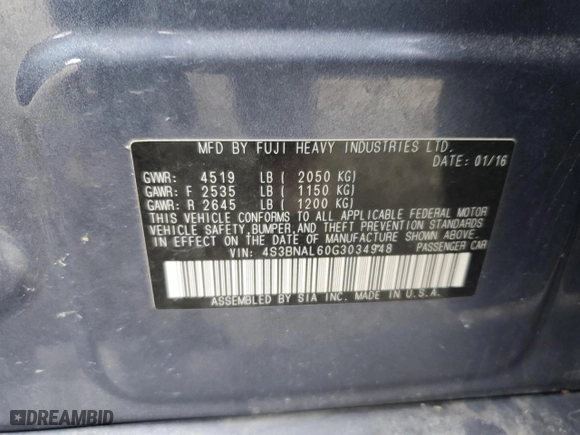 MFD BY FUJI HEAVY INDUSTRIES LTD.
DATE: 01/16
GVWR: 4519 LB ( 2050 KG)
GAWR: F 2535 LB ( 1150 KG)
GAWR: R 2645 LB ( 1200 KG)
THIS VEHICLE CONFORMS TO ALL APPLICABLE FEDERAL MOTOR
VEHICLE SAFETY,BUMPER,AND THEFT PREVENTION STANDARDS
IN EFFECT ON THE DATE OF MANUFACTURE SHOWN ABOVE.
VIN: 4S3BNAL60G3034948 PASSENGER CAR
ASSEMBLED BY SIA INC. MADE IN U.S.A.
DREAMBID